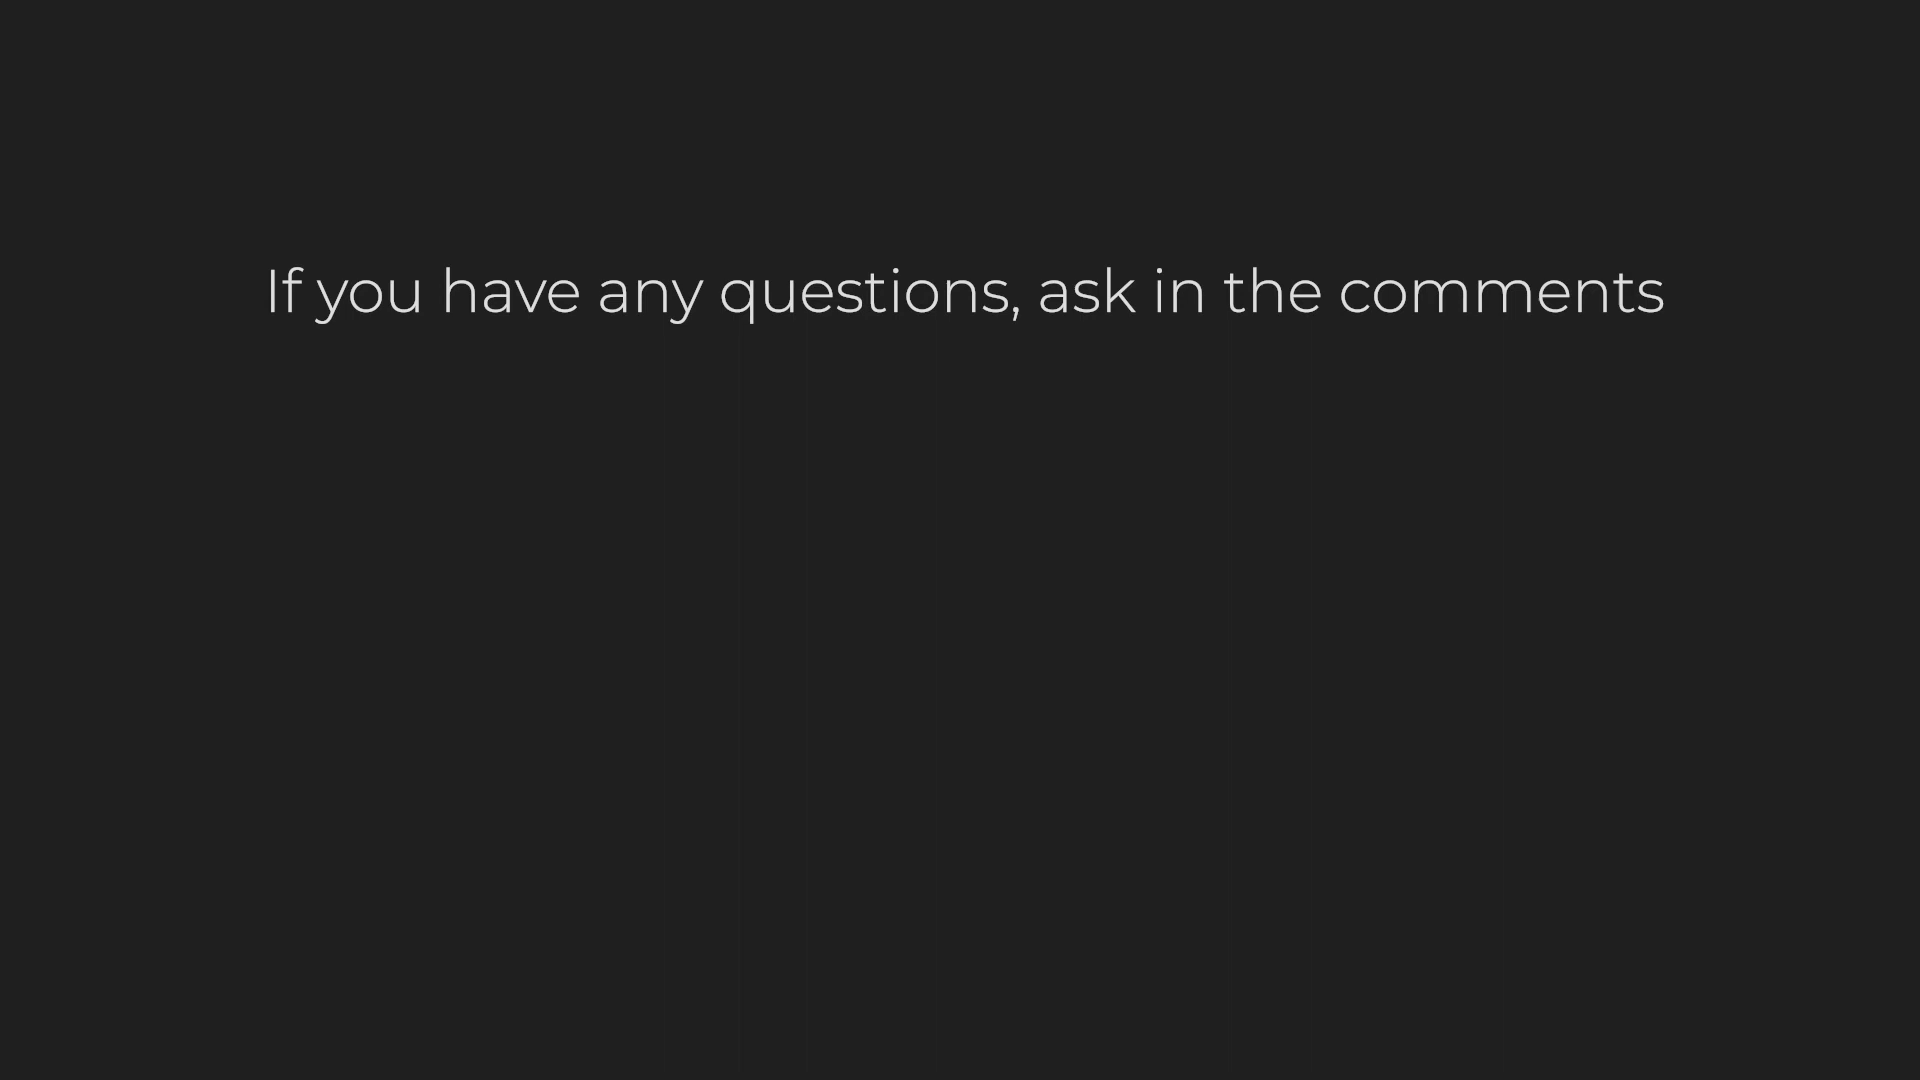 If you have any questions, ask in the comments